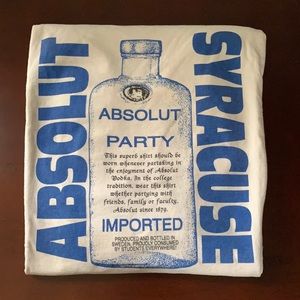 ABSOLUT
SYRACUSE
ABSOLUT
PARTY
This superb shirt should be
worn whenever partaking in
the enjoyment of Absolut
Vodka. In the college
tradition, wear this shirt
whether partying with
friends, family or faculty.
Absolut since 1879.
IMPORTED
PRODUCED AND BOTTLED IN
SWEDEN, PROUDLY CONSUMED
BY STUDENTS EVERYWHERE!